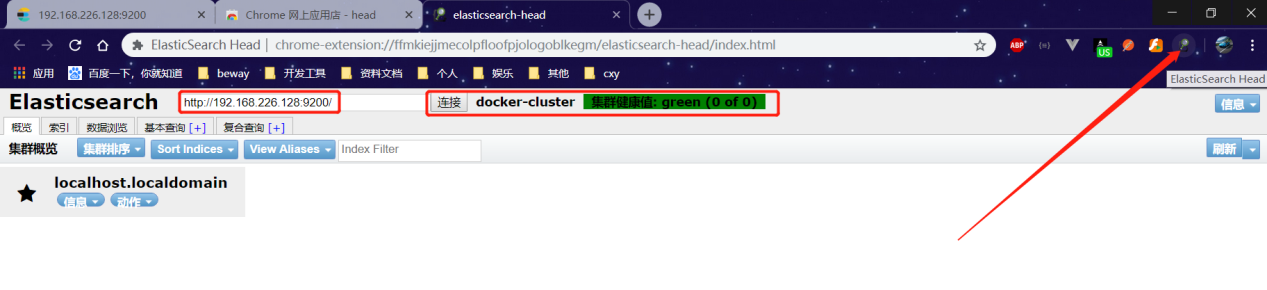 192.168.226.128:9200
Chrome 网上应用店 - head
elasticsearch-head
ElasticSearch Head | chrome-extension://ffmkiejjmecolpfloofpjologoblkegm/elasticsearch-head/index.html
ABP
US
应用 百度一下，你就知道 beway 开发工具 资料文档 个人 娱乐 其他 cxy
ElasticSearch Head
Elasticsearch http://192.168.226.128:9200/ 连接 docker-cluster 集群健康值: green (0 of 0) 信息
概览 索引 数据浏览 基本查询 [+] 复合查询 [+]
集群概览 集群排序 Sort Indices View Aliases Index Filter 刷新
localhost.localdomain
信息 动作